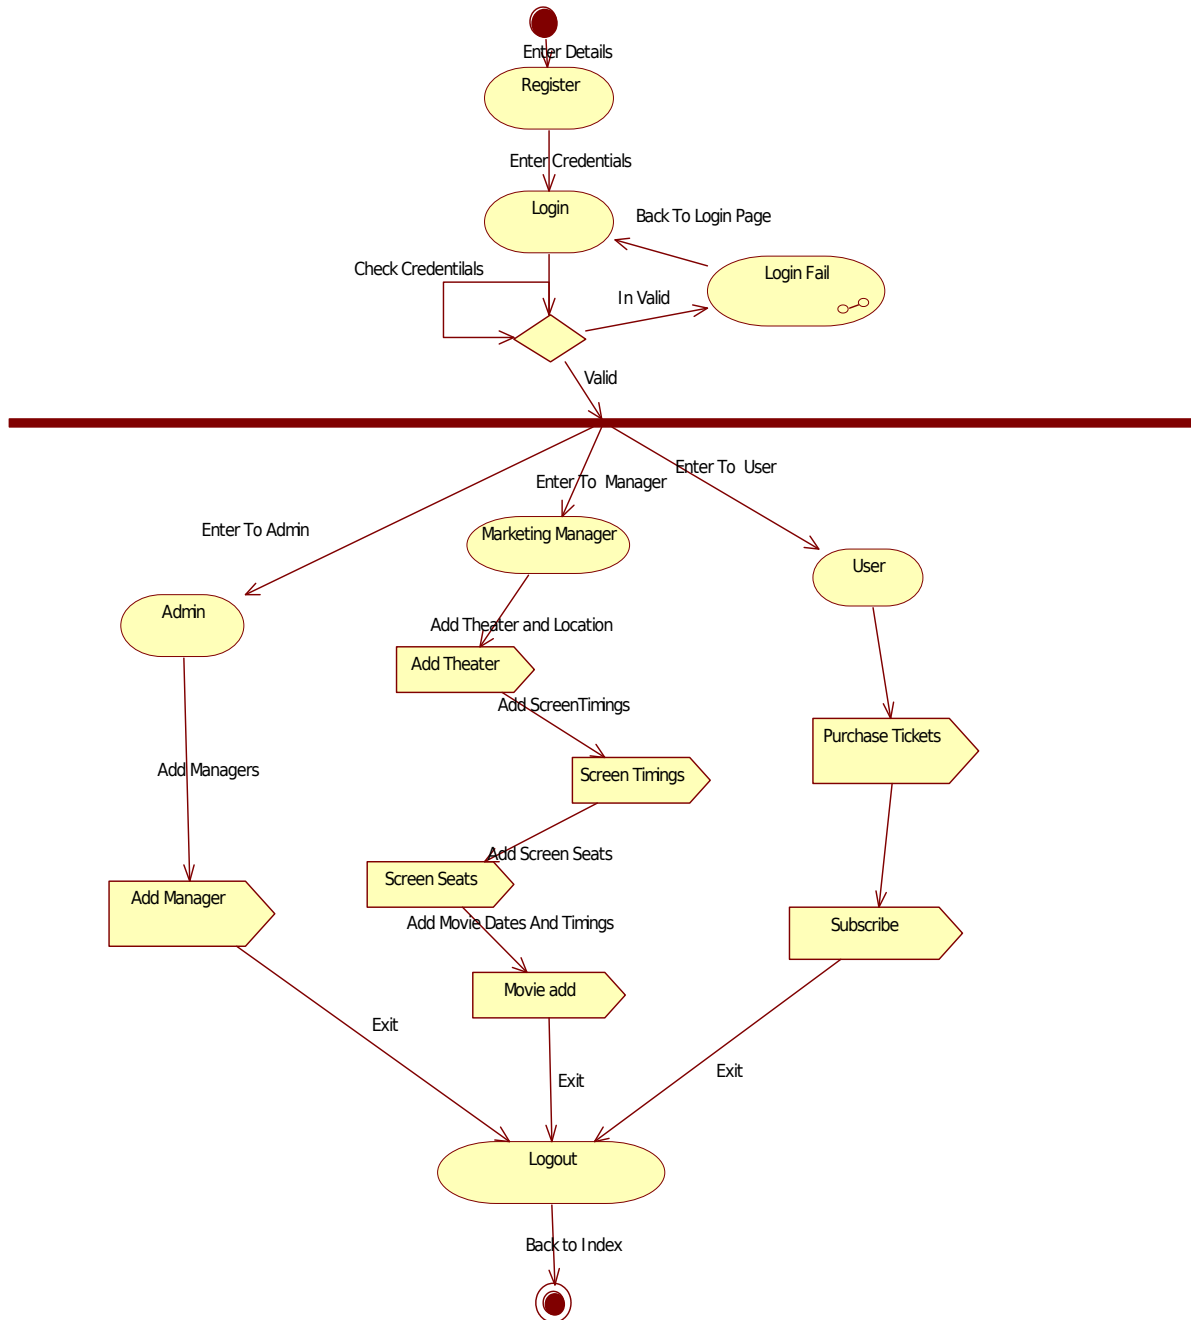 Enter Details
Register
Enter Credentials
Login
Back To Login Page
Check Credentilals
Login Fail
In Valid
Valid
Enter To  User
Enter To  Manager
Enter To Admin
Marketing Manager
User
Admin
Add Theater and Location
Add Theater
Add ScreenTimings
Purchase Tickets
Add Managers
Screen Timings
Add Screen Seats
Screen Seats
Add Manager
Add Movie Dates And Timings
Subscribe
Movie add
Exit
Exit
Exit
Logout
Back to Index